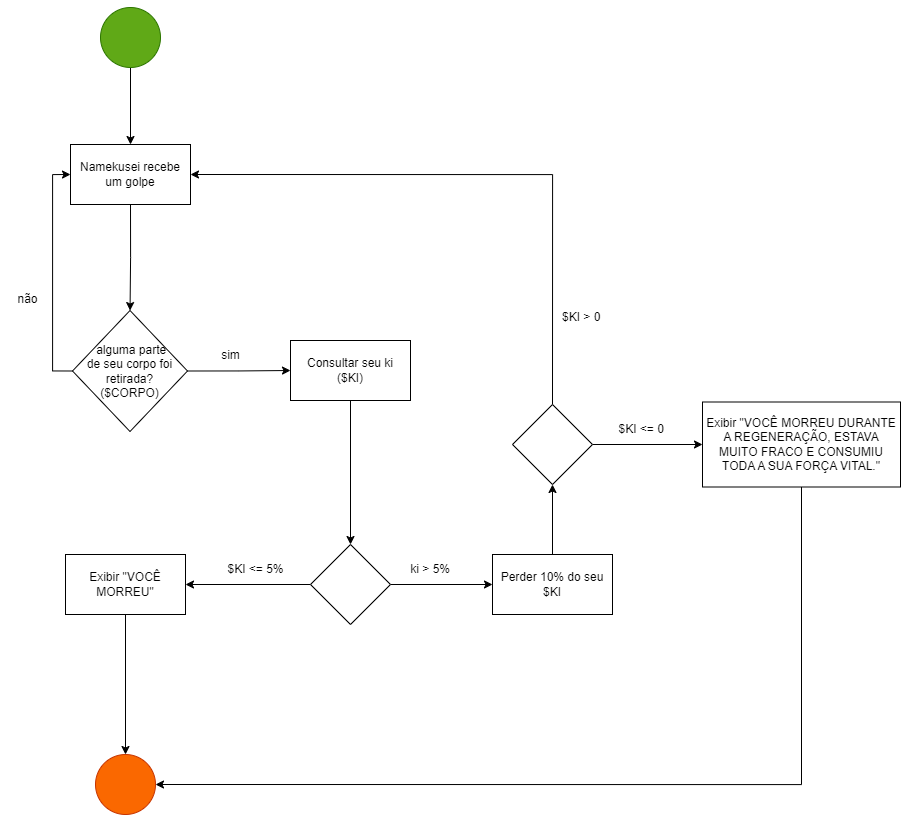 Namekusei recebe
um golpe
não
alguma parte
de seu corpo foi
retirada?
($CORPO)
sim
Consultar seu ki
($KI)
$KI > 0
$KI <= 0
Exibir "VOCÊ MORREU DURANTE
A REGENERAÇÃO, ESTAVA
MUITO FRACO E CONSUMIU
TODA A SUA FORÇA VITAL."
Exibir "VOCÊ
MORREU"
$KI <= 5%
ki > 5%
Perder 10% do seu
$KI